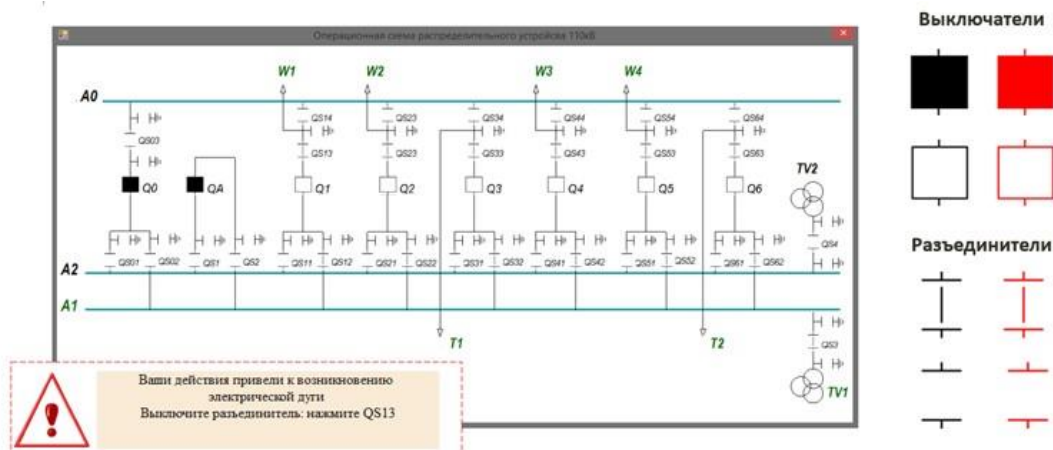 Выключатели
Операционная схема распределительного устройсва 110кВ
W1 W2 W3 W4
A0
QS14 QS23 QS34 QS44 QS54 QS64
QS03
QS13 QS23 QS33 QS43 QS53 QS63
TV2
Q0 QA Q1 Q2 Q3 Q4 Q5 Q6
QS4
Разъединители
QS01 QS02 QS1 QS2 QS11 QS12 QS21 QS22 QS31 QS32 QS41 QS42 QS51 QS52 QS61 QS62
A2
A1
T1 T2
QS3
TV1
Ваши действия привели к возникновению
электрической дуги
Выключите разъединитель: нажмите QS13